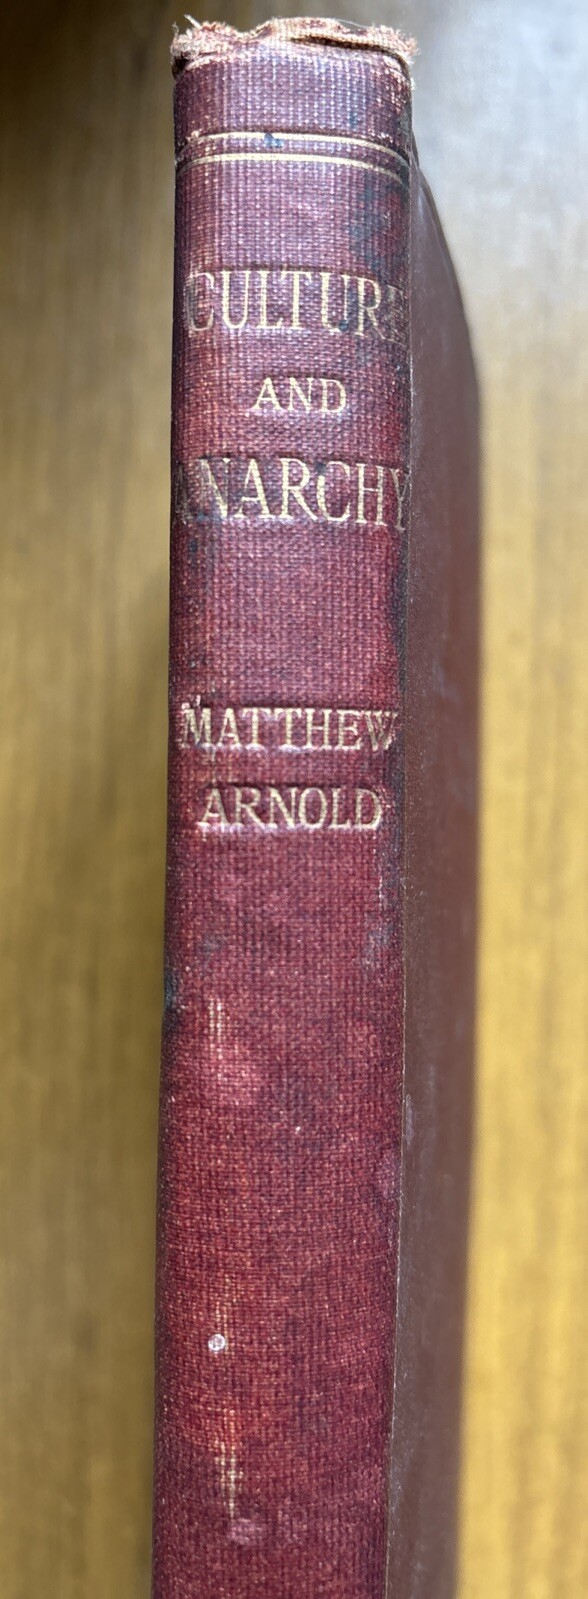 CULTURE
AND
ANARCHY
MATTHEW
ARNOLD